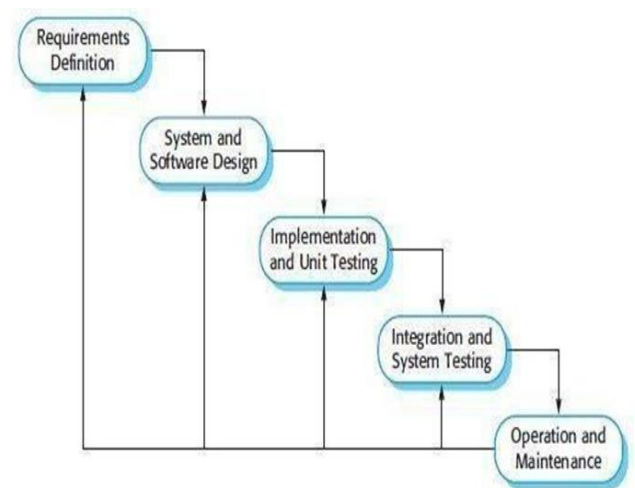 Requirements
Definition
System and
Software Design
Implementation
and Unit Testing
Integration and
System Testing
Operation and
Maintenance